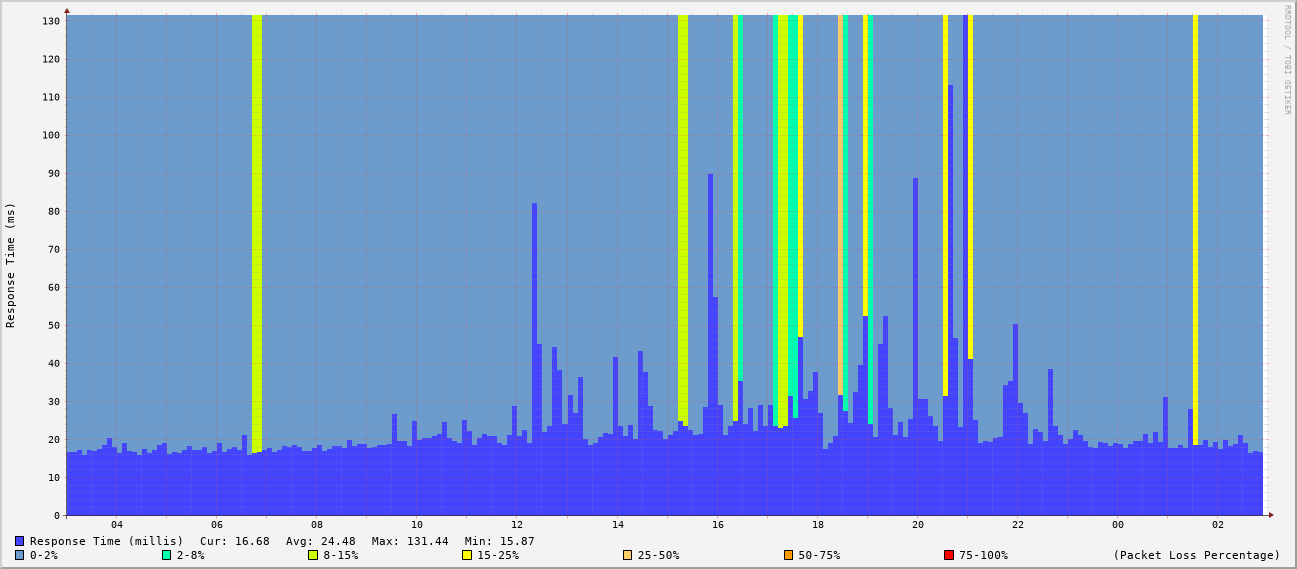 RRDTOOL / TOBI OETIKER
Response Time (ms)
130
120
110
100
90
80
70
60
50
40
30
20
10
0
04 06 08 10 12 14 16 18 20 22 00 02
Response Time (millis) Cur: 16.68 Avg: 24.48 Max: 131.44 Min: 15.87
0-2% 2-8% 8-15% 15-25% 25-50% 50-75% 75-100% (Packet Loss Percentage)